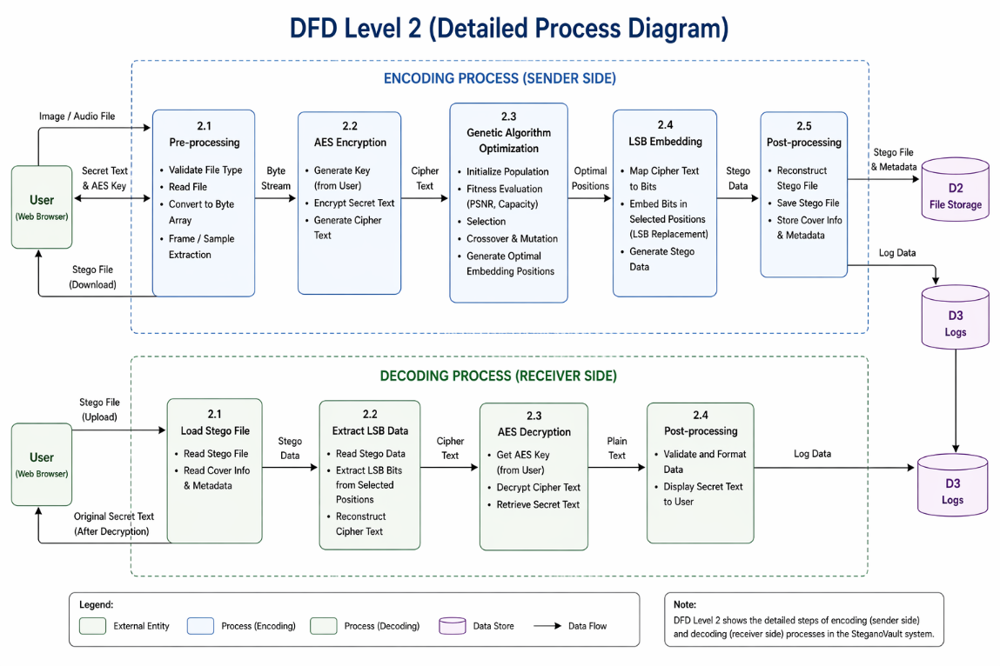 DFD Level 2 (Detailed Process Diagram)
ENCODING PROCESS (SENDER SIDE)
Image / Audio File
Secret Text
& AES Key
User
(Web Browser)
Stego File
(Download)
2.1
Pre-processing
• Validate File Type
• Read File
• Convert to Byte
Array
• Frame / Sample
Extraction
Byte
Stream
2.2
AES Encryption
• Generate Key
(from User)
• Encrypt Secret Text
• Generate Cipher
Text
Cipher
Text
2.3
Genetic Algorithm
Optimization
• Initialize Population
• Fitness Evaluation
(PSNR, Capacity)
• Selection
• Crossover & Mutation
• Generate Optimal
Embedding Positions
Optimal
Positions
2.4
LSB Embedding
• Map Cipher Text
to Bits
• Embed Bits in
Selected Positions
(LSB Replacement)
• Generate Stego
Data
Stego
Data
2.5
Post-processing
• Reconstruct
Stego File
• Save Stego File
• Store Cover Info
& Metadata
Stego File
& Metadata
D2
File Storage
Log Data
D3
Logs
DECODING PROCESS (RECEIVER SIDE)
Stego File
(Upload)
User
(Web Browser)
Original Secret Text
(After Decryption)
2.1
Load Stego File
• Read Stego File
• Read Cover Info
& Metadata
Stego
Data
2.2
Extract LSB Data
• Read Stego Data
• Extract LSB Bits
from Selected
Positions
• Reconstruct
Cipher Text
Cipher
Text
2.3
AES Decryption
• Get AES Key
(from User)
• Decrypt Cipher Text
• Retrieve Secret Text
Plain
Text
2.4
Post-processing
• Validate and Format
Data
• Display Secret Text
to User
Log Data
D3
Logs
Legend:
External Entity
Process (Encoding)
Process (Decoding)
Data Store
Data Flow
Note:
DFD Level 2 shows the detailed steps of encoding (sender side)
and decoding (receiver side) processes in the SteganoVault system.